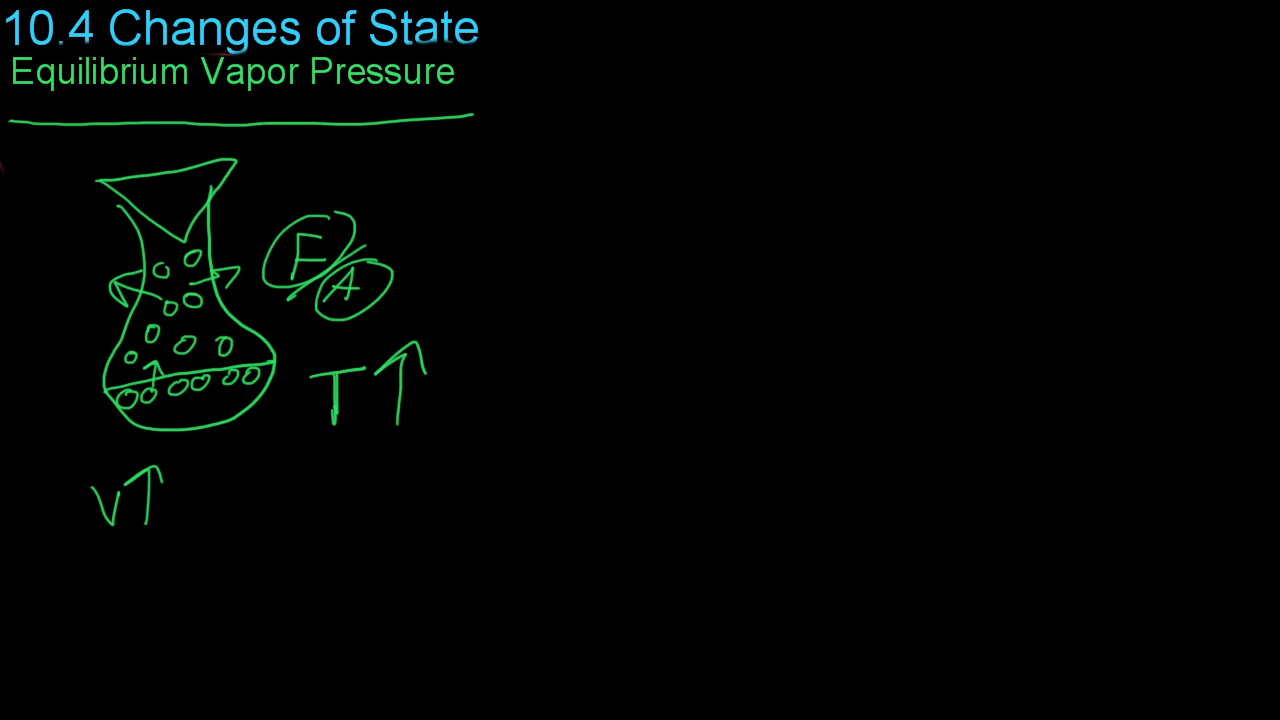 10.4 Changes of State
Equilibrium Vapor Pressure
F/A
T↑
V↑